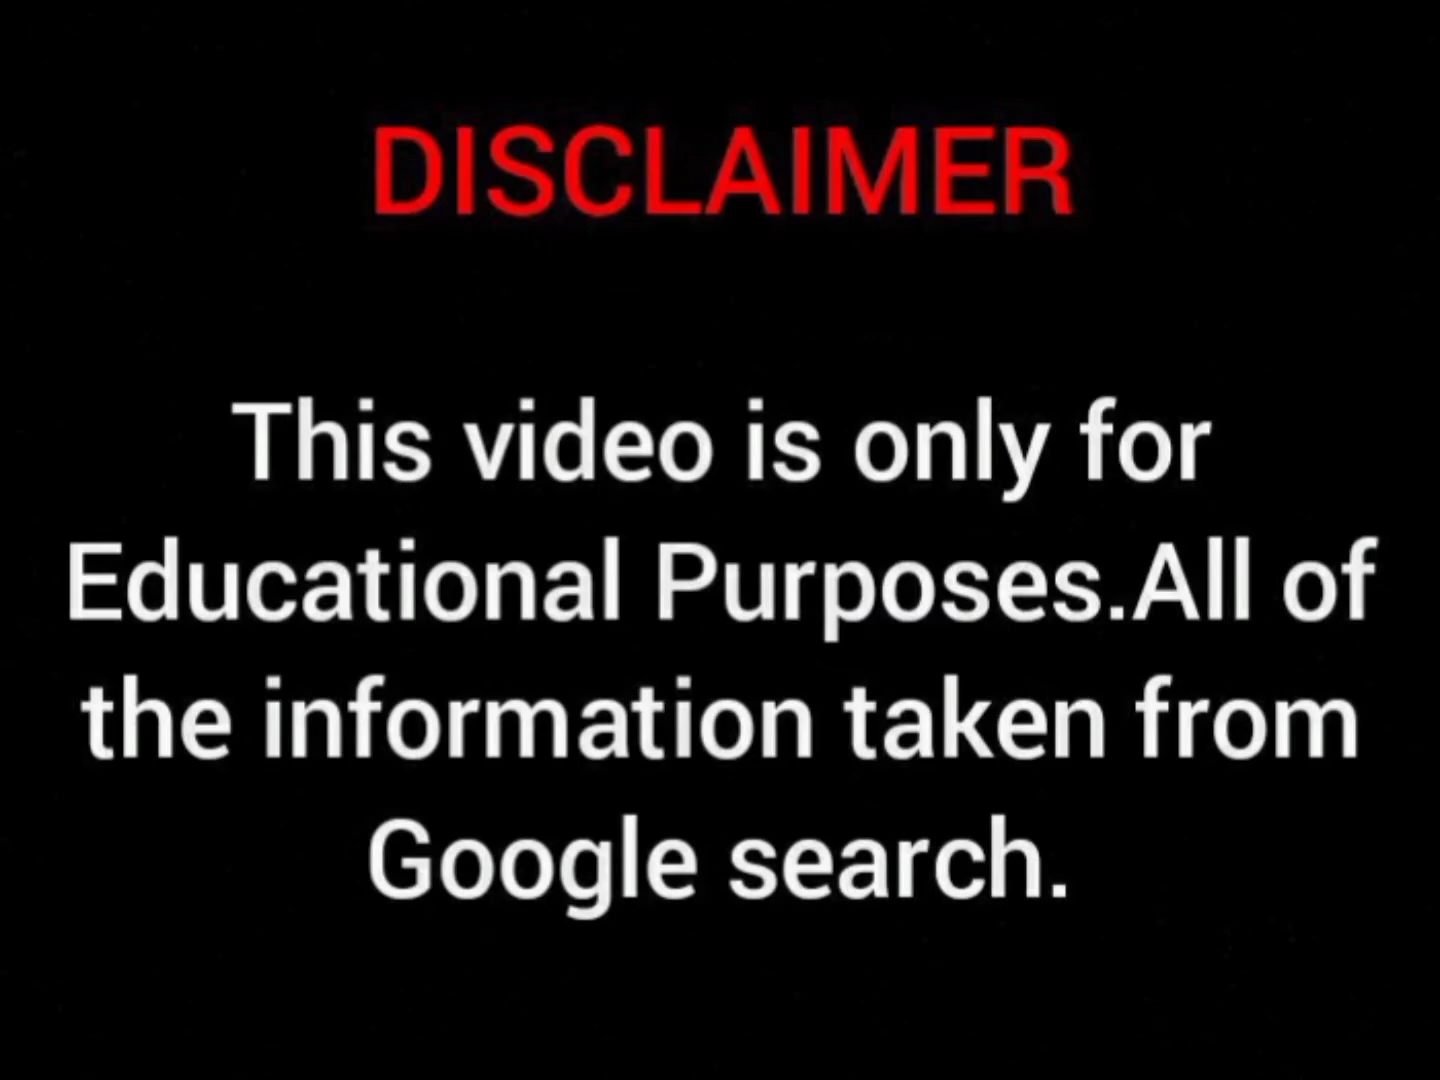 DISCLAIMER
This video is only for
Educational Purposes.All of
the information taken from
Google search.